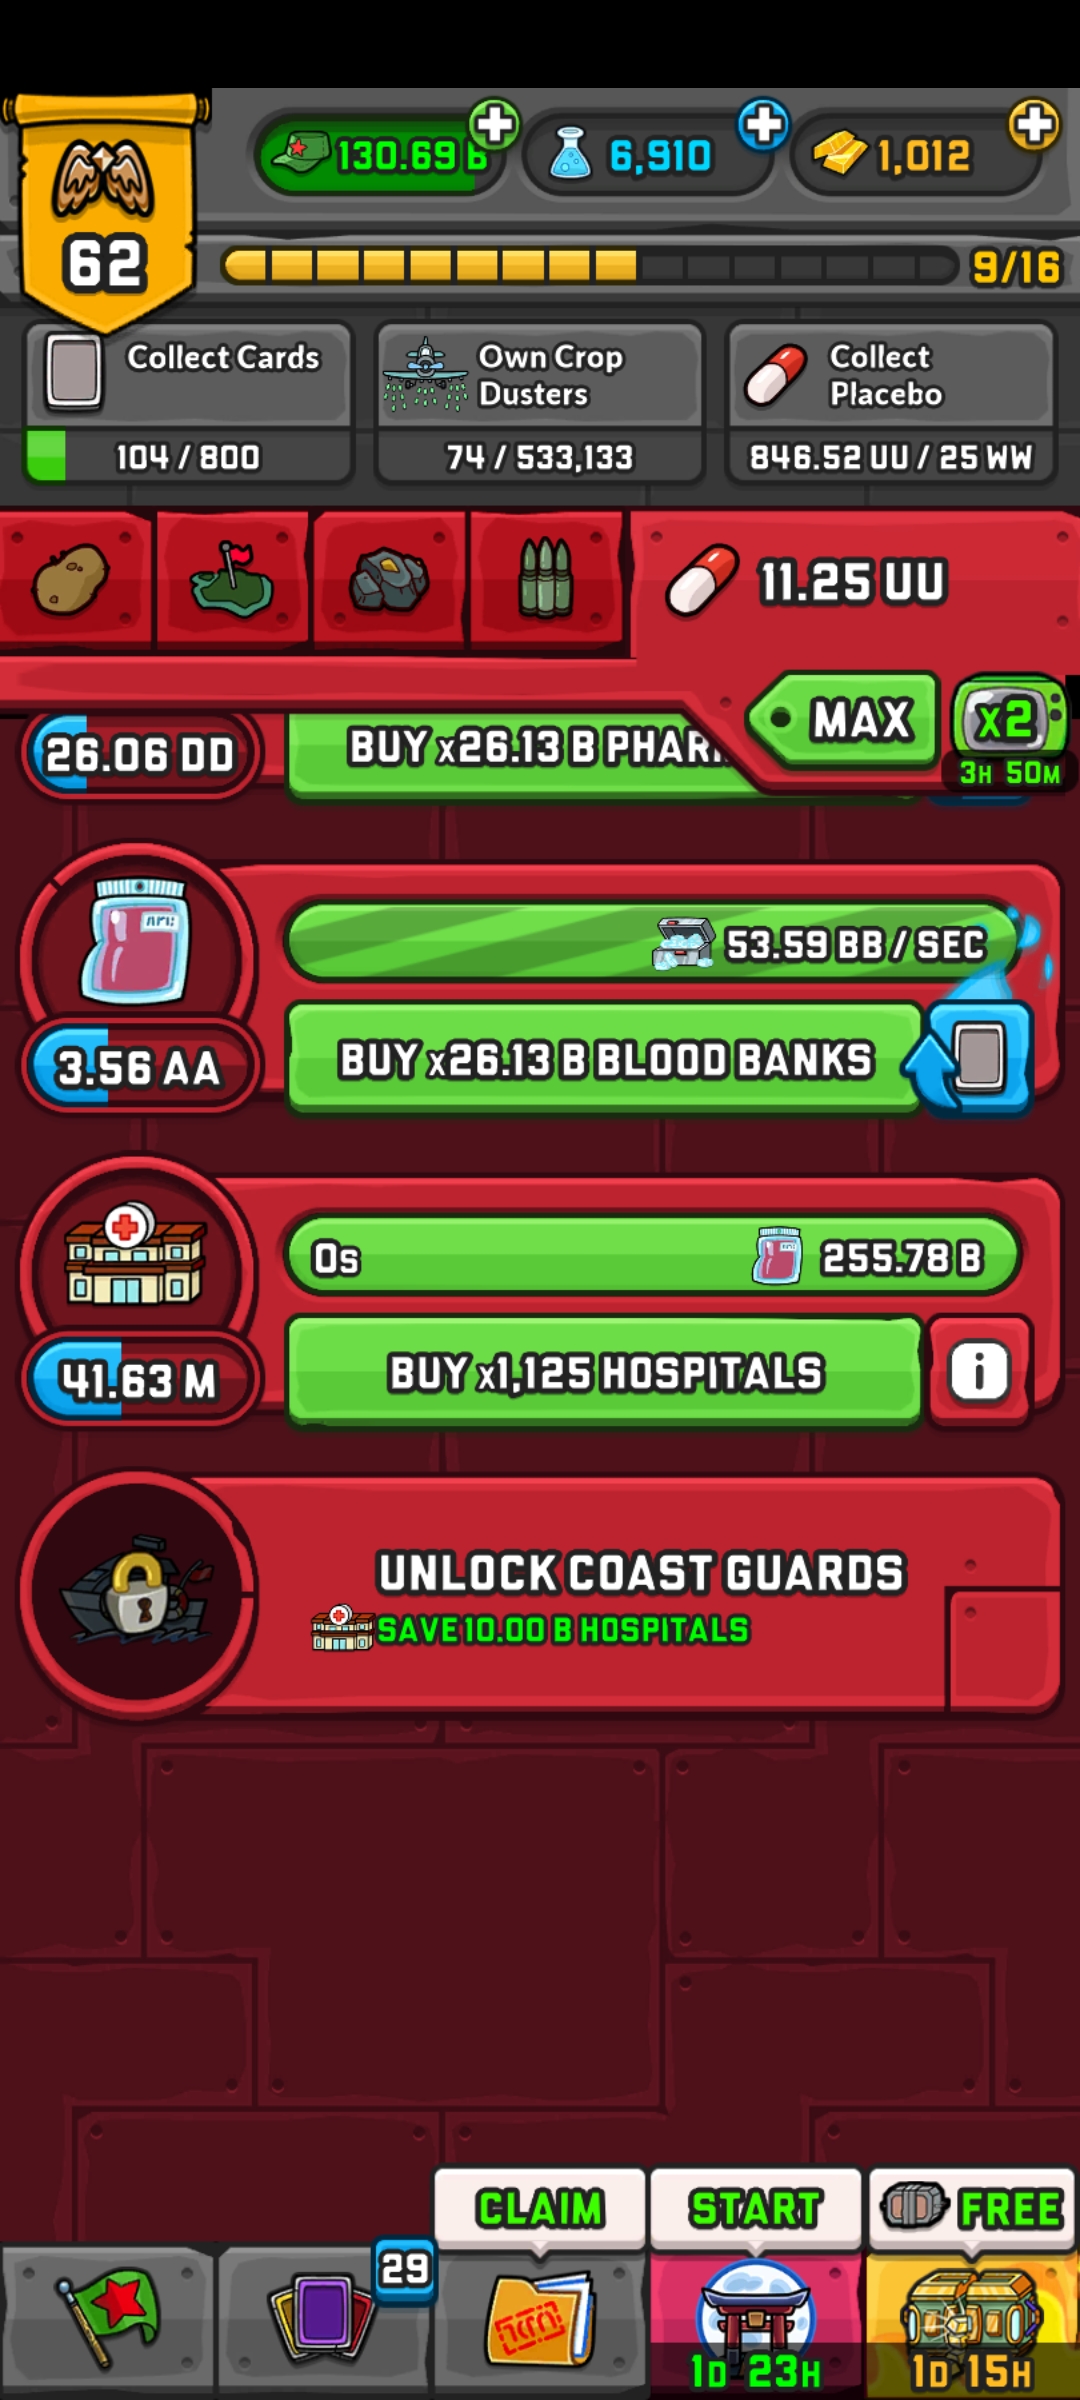 130.69 B
6,910
1,012
62
9/16
Collect Cards
104 / 800
Own Crop
Dusters
74 / 533,133
Collect
Placebo
846.52 UU / 25 WW
11.25 UU
MAX
x2
3H 50M
26.06 DD
BUY x26.13 B
53.59 BB / SEC
3.56 AA
BUY x26.13 B BLOOD BANKS
0s
255.78 B
41.63 M
BUY x1,125 HOSPITALS
i
UNLOCK COAST GUARDS
SAVE 10.00 B HOSPITALS
CLAIM
START
FREE
29
1D 23H
1D 15H